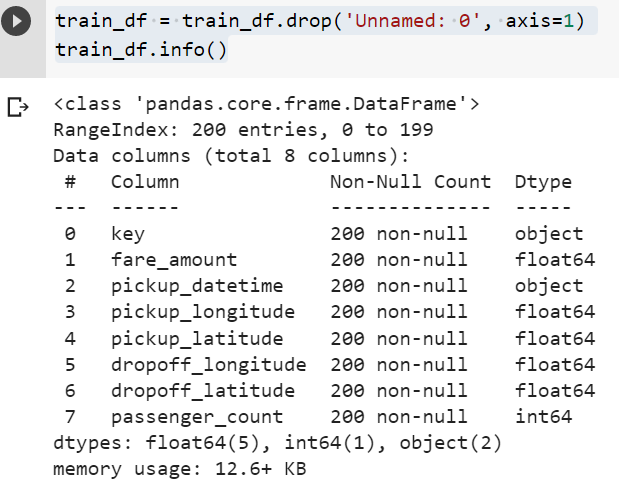 train_df = train_df.drop('Unnamed: 0', axis=1)
train_df.info()
<class 'pandas.core.frame.DataFrame'>
RangeIndex: 200 entries, 0 to 199
Data columns (total 8 columns):
 #   Column             Non-Null Count  Dtype
---  ------             --------------  -----
 0   key                200 non-null    object
 1   fare_amount        200 non-null    float64
 2   pickup_datetime    200 non-null    object
 3   pickup_longitude   200 non-null    float64
 4   pickup_latitude    200 non-null    float64
 5   dropoff_longitude  200 non-null    float64
 6   dropoff_latitude   200 non-null    float64
 7   passenger_count    200 non-null    int64
dtypes: float64(5), int64(1), object(2)
memory usage: 12.6+ KB